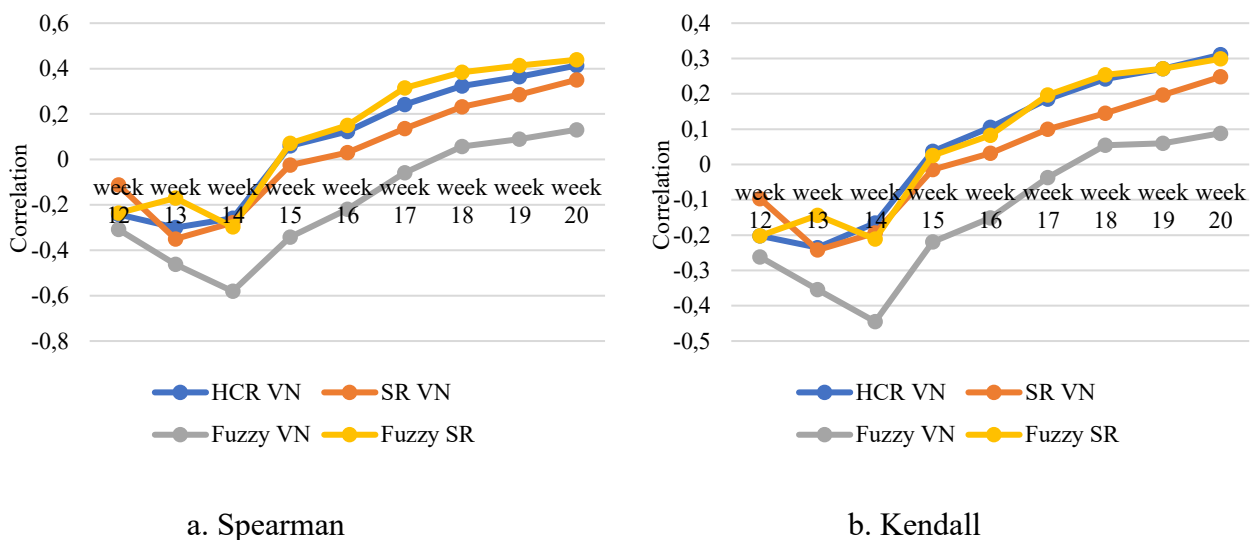 0,6
0,4
0,2
0
-0,2
-0,4
-0,6
-0,8
Correlation
week week week week week week week week week
12 13 14 15 16 17 18 19 20
HCR VN SR VN
Fuzzy VN Fuzzy SR
a. Spearman
0,4
0,3
0,2
0,1
0
-0,1
-0,2
-0,3
-0,4
-0,5
Correlation
week week week week week week week week week
12 13 14 15 16 17 18 19 20
HCR VN SR VN
Fuzzy VN Fuzzy SR
b. Kendall